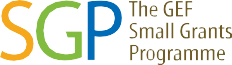 SGP The GEF
Small Grants
Programme